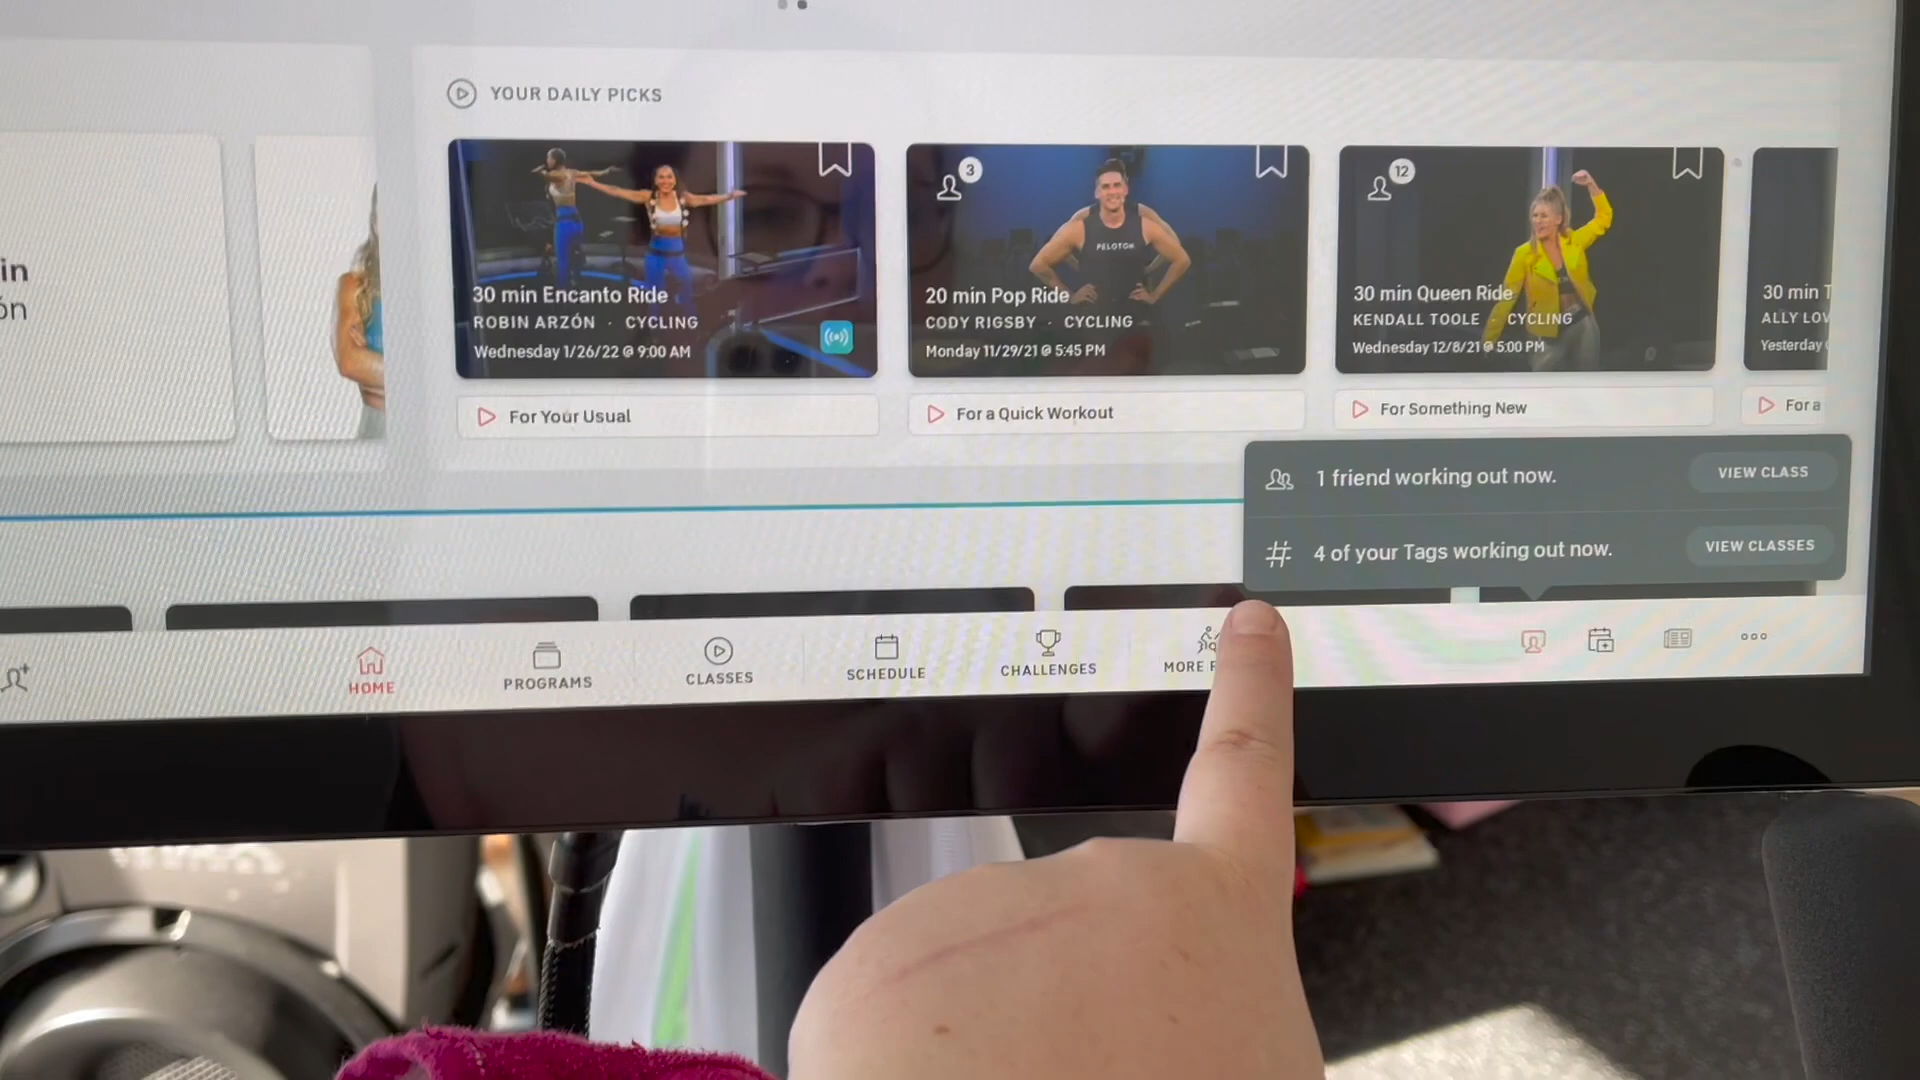 YOUR DAILY PICKS
in
ón
3
12
PELOTON
30 min Encanto Ride
ROBIN ARZÓN · CYCLING
Wednesday 1/26/22 @ 9:00 AM
20 min Pop Ride
CODY RIGSBY · CYCLING
Monday 11/29/21 @ 5:45 PM
30 min Queen Ride
KENDALL TOOLE · CYCLING
Wednesday 12/8/21 @ 5:00 PM
30 min T
ALLY LOV
Yesterday
For Your Usual
For a Quick Workout
For Something New
For a
1 friend working out now.
VIEW CLASS
4 of your Tags working out now.
VIEW CLASSES
HOME
PROGRAMS
CLASSES
SCHEDULE
CHALLENGES
MORE